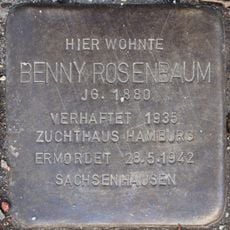 HIER WOHNTE
BENNY ROSENBAUM
JG. 1880
VERHAFTET 1935
ZUCHTHAUS HAMBURG
ERMORDET 28.5.1942
SACHSENHAUSEN